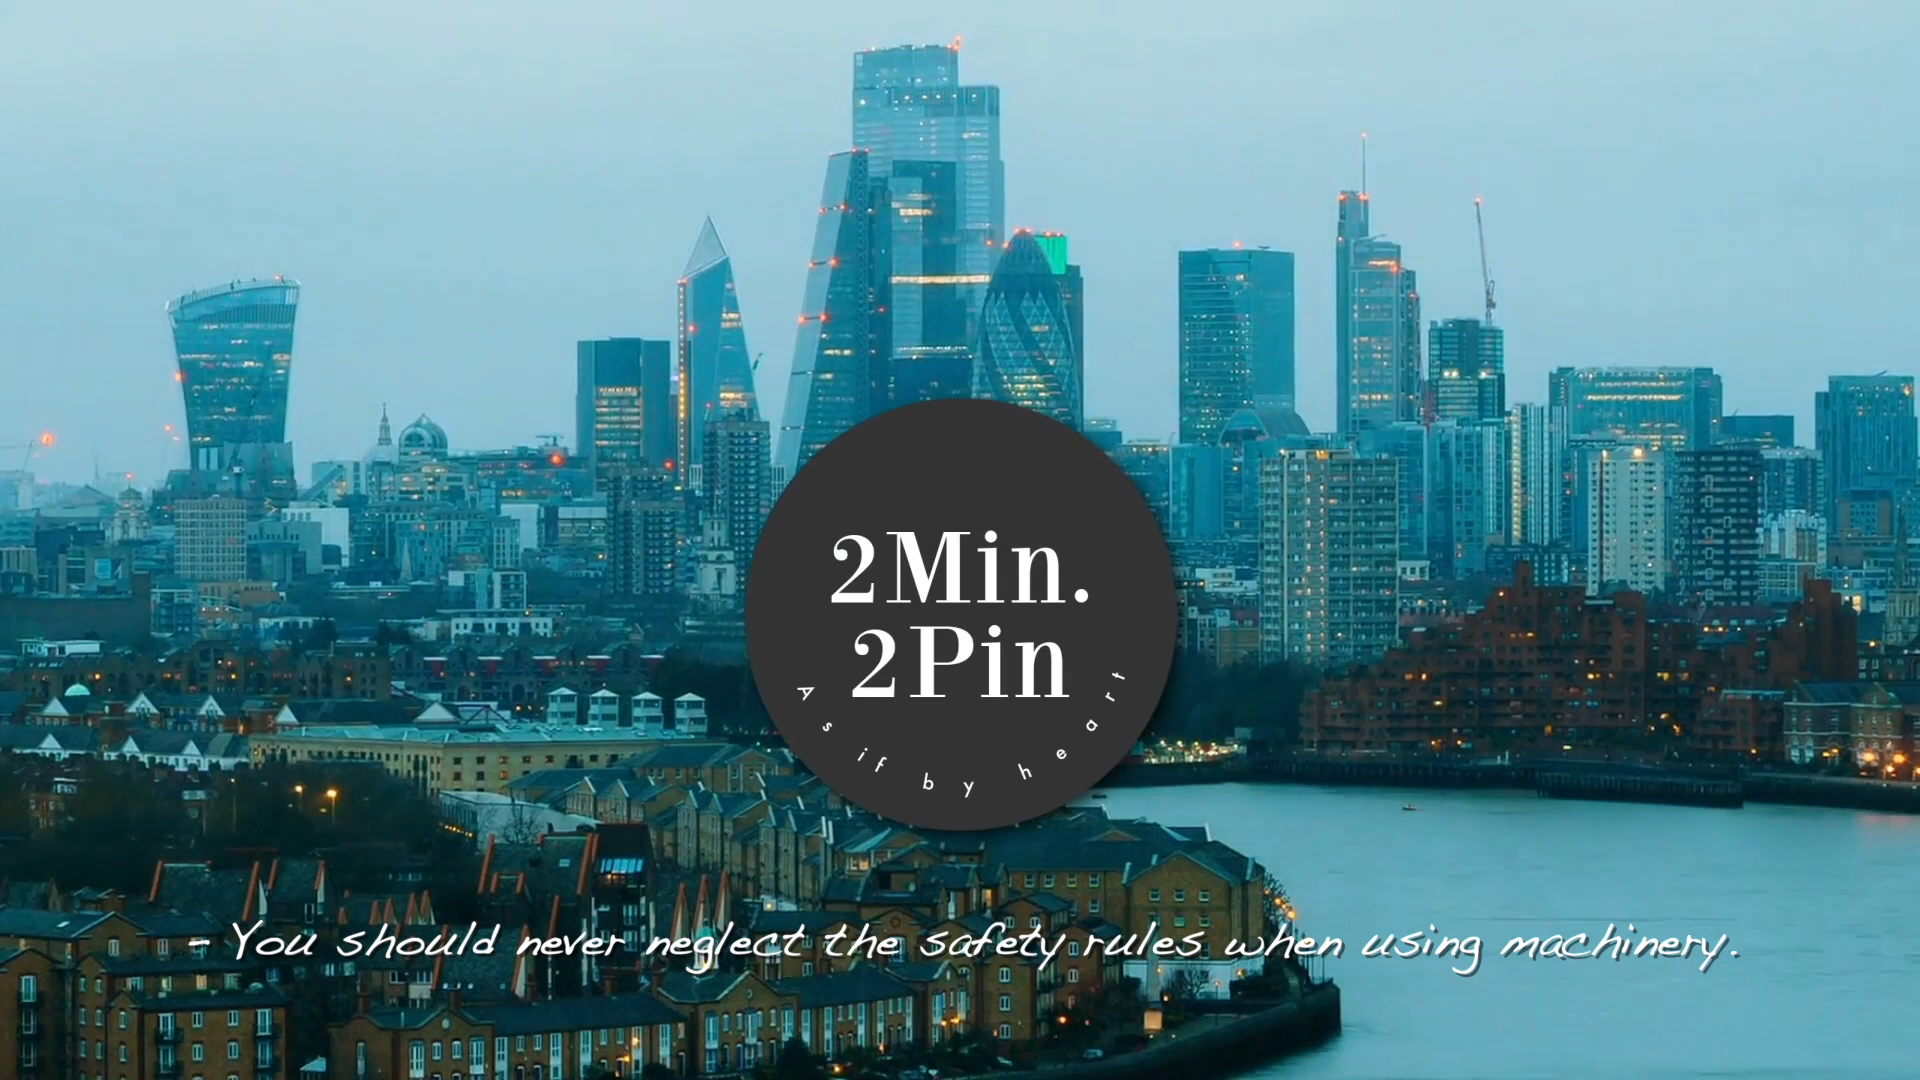 2Min.
2Pin
As if by heart
- You should never neglect the safety rules when using machinery.